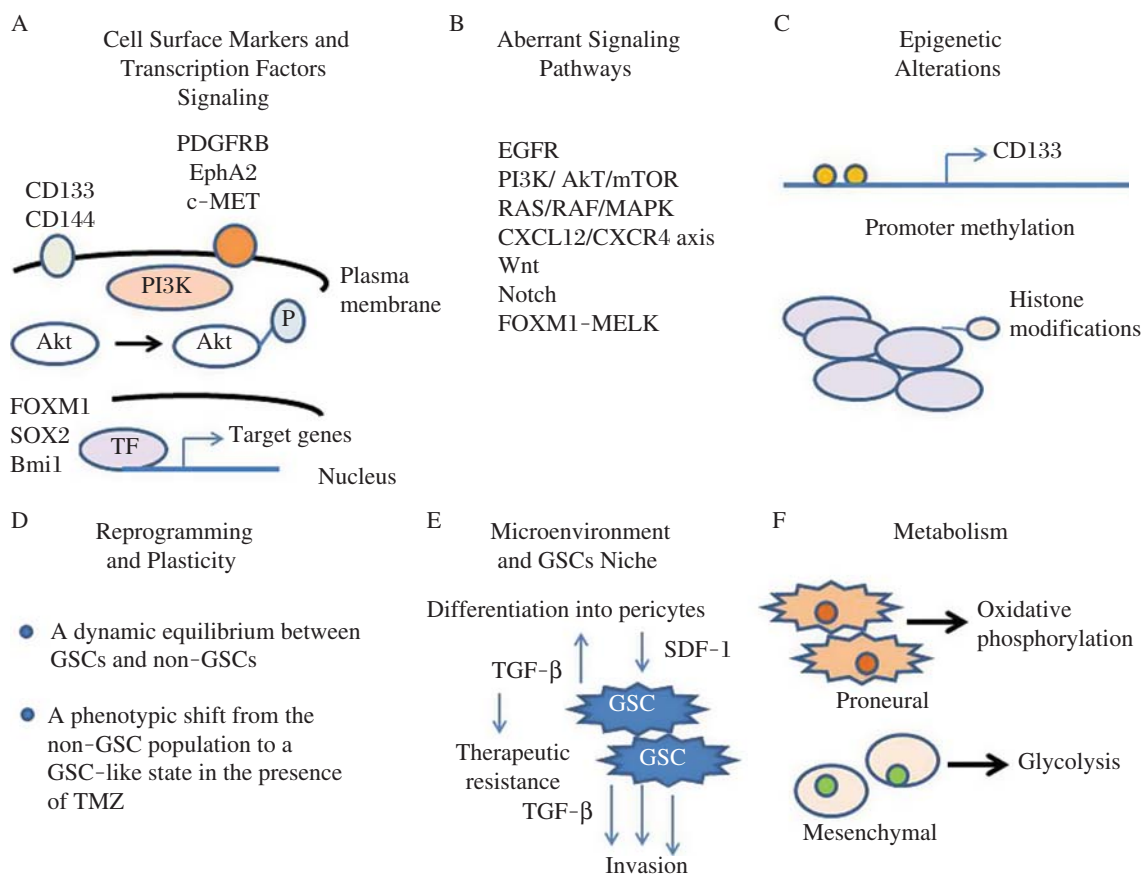 A
Cell Surface Markers and
Transcription Factors
Signaling
PDGFRB
EphA2
c-MET
CD133
CD144
PI3K
Plasma
membrane
Akt
Akt
P
FOXM1
SOX2
Bmi1
TF
Target genes
Nucleus
B
Aberrant Signaling
Pathways
EGFR
PI3K/ AkT/mTOR
RAS/RAF/MAPK
CXCL12/CXCR4 axis
Wnt
Notch
FOXM1-MELK
C
Epigenetic
Alterations
CD133
Promoter methylation
Histone
modifications
D
Reprogramming
and Plasticity
A dynamic equilibrium between
GSCs and non-GSCs
A phenotypic shift from the
non-GSC population to a
GSC-like state in the presence
of TMZ
E
Microenvironment
and GSCs Niche
Differentiation into pericytes
SDF-1
TGF-β
GSC
GSC
Therapeutic
resistance
TGF-β
Invasion
F
Metabolism
Oxidative
phosphorylation
Proneural
Glycolysis
Mesenchymal